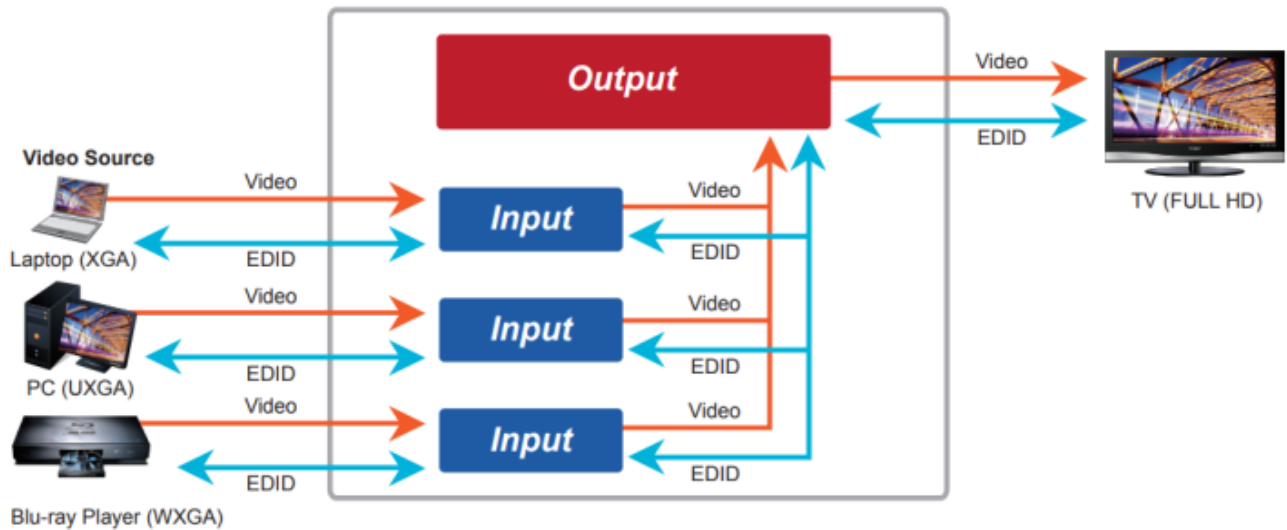 Output
Video
EDID
TV (FULL HD)
Video Source
Video
EDID
Laptop (XGA)
Input
Video
EDID
Video
EDID
PC (UXGA)
Input
Video
EDID
Video
EDID
Blu-ray Player (WXGA)
Input
Video
EDID